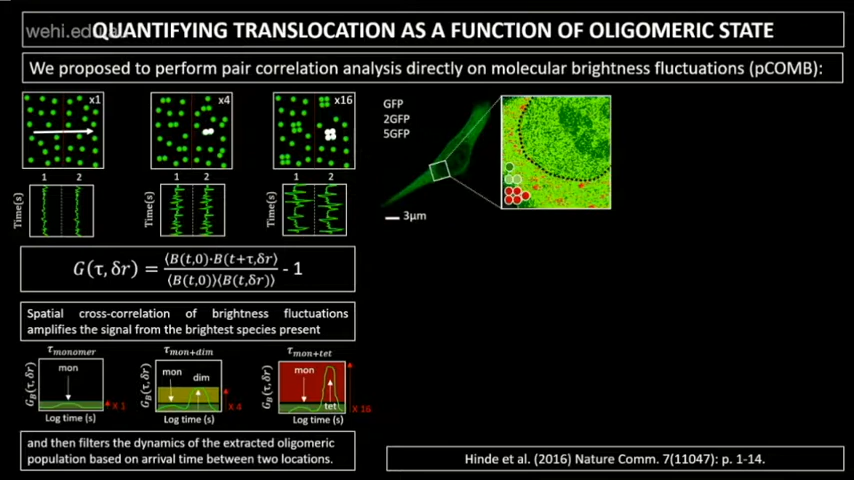 wehi.edu.au
QUANTIFYING TRANSLOCATION AS A FUNCTION OF OLIGOMERIC STATE
We proposed to perform pair correlation analysis directly on molecular brightness fluctuations (pCOMB):
x1
x4
x16
1 2
1 2
1 2
Time(s)
Time(s)
Time(s)
GFP
2GFP
5GFP
3μm
G(τ, δr) = ⟨B(t,0)·B(t+τ,δr)⟩ / ⟨B(t,0)⟩⟨B(t,δr)⟩ - 1
Spatial cross-correlation of brightness fluctuations
amplifies the signal from the brightest species present
τmonomer
τmon+dim
τmon+tet
G_B(τ, δr)
mon
X 1
Log time (s)
G_B(τ, δr)
mon
dim
X 4
Log time (s)
G_B(τ, δr)
mon
tet
X 16
Log time (s)
and then filters the dynamics of the extracted oligomeric
population based on arrival time between two locations.
Hinde et al. (2016) Nature Comm. 7(11047): p. 1-14.